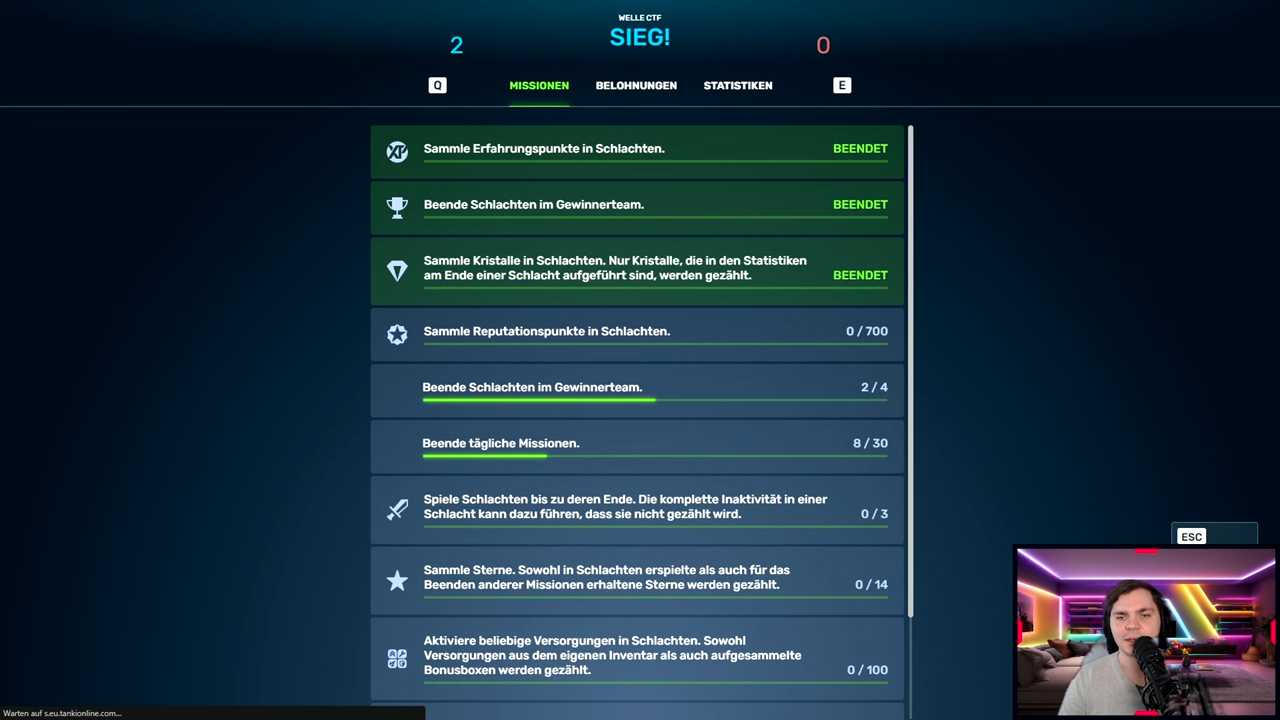 WELLE CTF
2
SIEG!
0
Q
MISSIONEN
BELOHNUNGEN
STATISTIKEN
E
XP
Sammle Erfahrungspunkte in Schlachten.
BEENDET
Beende Schlachten im Gewinnerteam.
BEENDET
Sammle Kristalle in Schlachten. Nur Kristalle, die in den Statistiken
am Ende einer Schlacht aufgeführt sind, werden gezählt.
BEENDET
Sammle Reputationspunkte in Schlachten.
0 / 700
Beende Schlachten im Gewinnerteam.
2 / 4
Beende tägliche Missionen.
8 / 30
Spiele Schlachten bis zu deren Ende. Die komplette Inaktivität in einer
Schlacht kann dazu führen, dass sie nicht gezählt wird.
0 / 3
Sammle Sterne. Sowohl in Schlachten erspielte als auch für das
Beenden anderer Missionen erhaltene Sterne werden gezählt.
0 / 14
Aktiviere beliebige Versorgungen in Schlachten. Sowohl
Versorgungen aus dem eigenen Inventar als auch aufgesammelte
Bonusboxen werden gezählt.
0 / 100
ESC
Warten auf s.eu.tankionline.com...